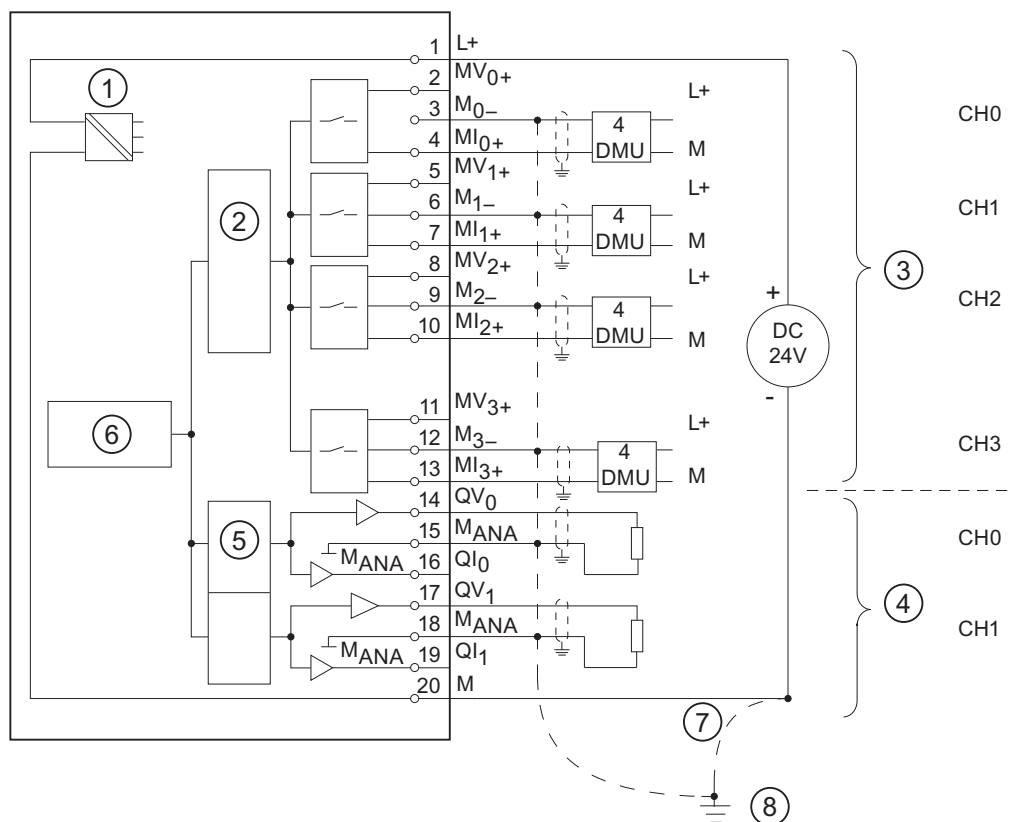 1 L+
2 MV0+
3 M0–
4 MI0+
5 MV1+
6 M1–
7 MI1+
8 MV2+
9 M2–
10 MI2+
11 MV3+
12 M3–
13 MI3+
14 QV0
15 MANA
16 QI0
17 QV1
18 MANA
19 QI1
20 M
MANA
MANA
①
②
⑥
⑤
4
DMU
L+
M
4
DMU
L+
M
4
DMU
L+
M
4
DMU
L+
M
+
DC
24V
-
③
④
⑦
⑧
CH0
CH1
CH2
CH3
CH0
CH1